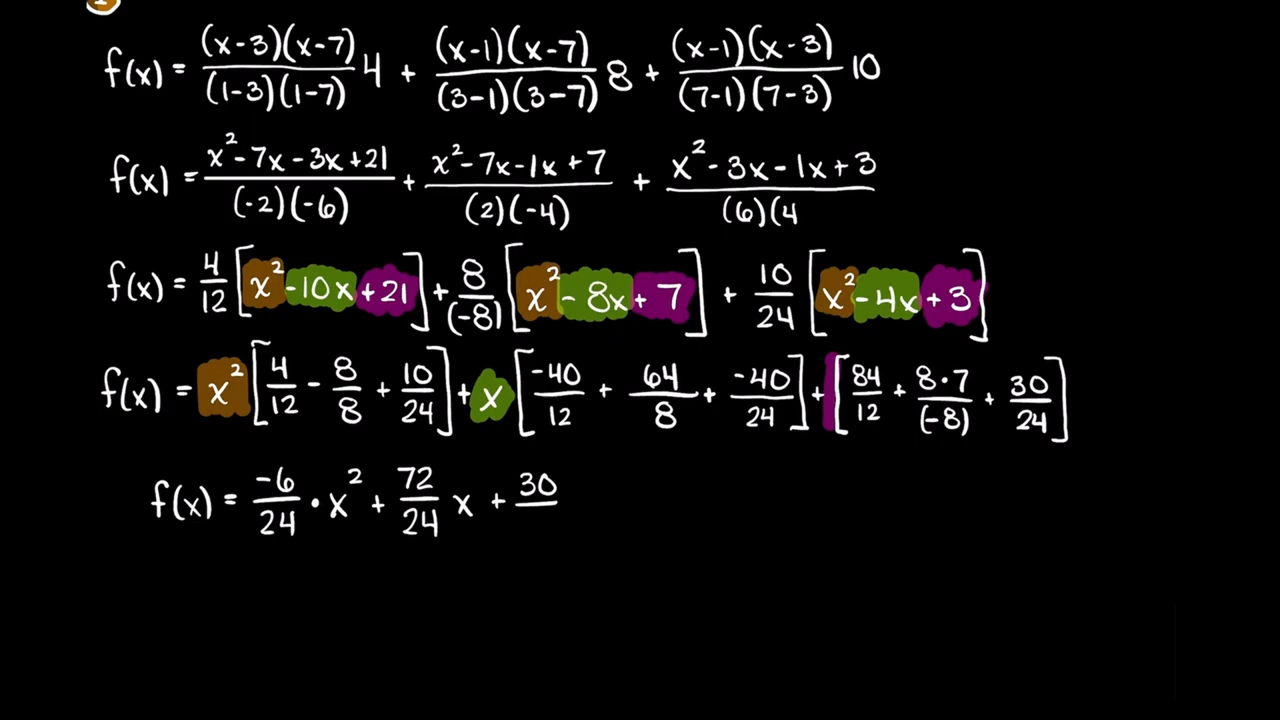 1
f(x) = (x-3)(x-7)/(1-3)(1-7) 4 + (x-1)(x-7)/(3-1)(3-7) 8 + (x-1)(x-3)/(7-1)(7-3) 10
f(x) = x²-7x-3x+21/(-2)(-6) + x²-7x-1x+7/(2)(-4) + x²-3x-1x+3/(6)(4
f(x) = 4/12 [x²-10x+21] + 8/(-8) [x²-8x+7] + 10/24 [x²-4x+3]
f(x) = x² [4/12 - 8/8 + 10/24] + x [-40/12 + 64/8 + -40/24] + [84/12 + 8·7/(-8) + 30/24]
f(x) = -6/24 · x² + 72/24 x + 30/